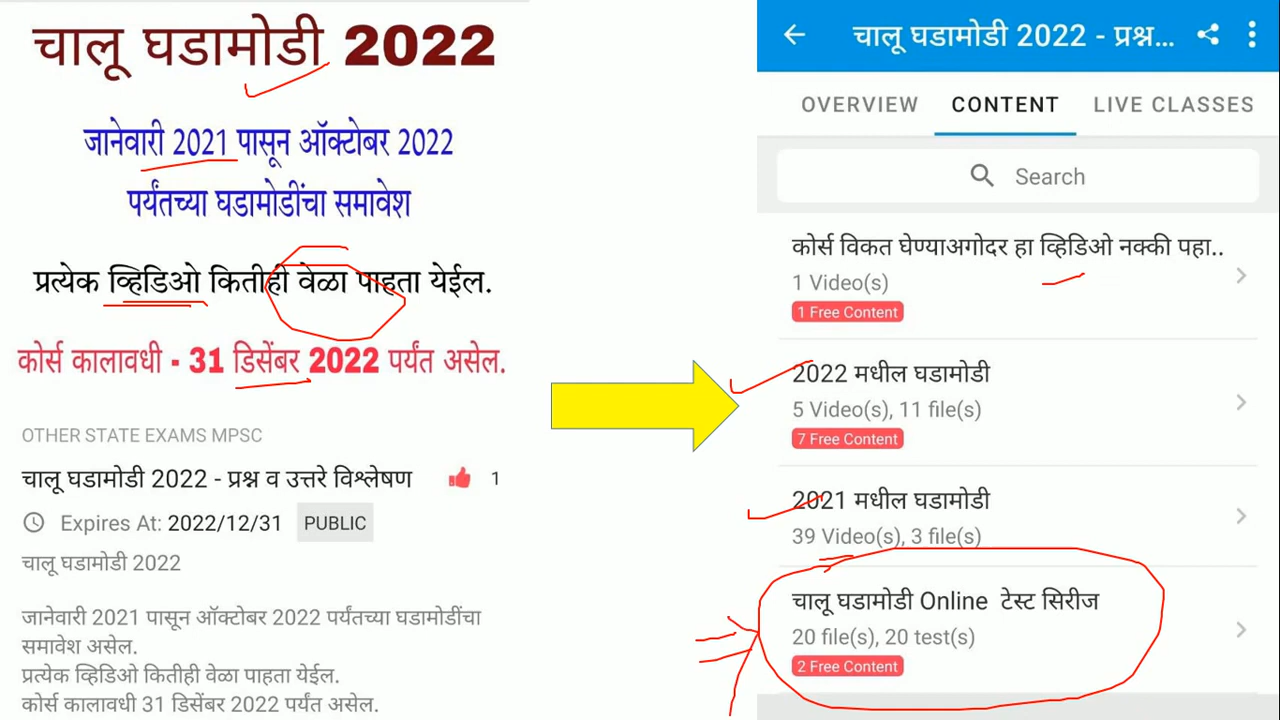 चालू घडामोडी 2022
जानेवारी 2021 पासून ऑक्टोबर 2022
पर्यंतच्या घडामोडींचा समावेश
प्रत्येक व्हिडिओ कितीही वेळा पाहता येईल.
कोर्स कालावधी - 31 डिसेंबर 2022 पर्यंत असेल.
OTHER STATE EXAMS MPSC
चालू घडामोडी 2022 - प्रश्न व उत्तरे विश्लेषण
1
Expires At: 2022/12/31 PUBLIC
चालू घडामोडी 2022
जानेवारी 2021 पासून ऑक्टोबर 2022 पर्यंतच्या घडामोडींचा
समावेश असेल.
प्रत्येक व्हिडिओ कितीही वेळा पाहता येईल.
कोर्स कालावधी 31 डिसेंबर 2022 पर्यंत असेल.
चालू घडामोडी 2022 - प्रश्न...
OVERVIEW CONTENT LIVE CLASSES
Search
कोर्स विकत घेण्याअगोदर हा व्हिडिओ नक्की पहा..
1 Video(s)
1 Free Content
2022 मधील घडामोडी
5 Video(s), 11 file(s)
7 Free Content
2021 मधील घडामोडी
39 Video(s), 3 file(s)
चालू घडामोडी Online टेस्ट सिरीज
20 file(s), 20 test(s)
2 Free Content